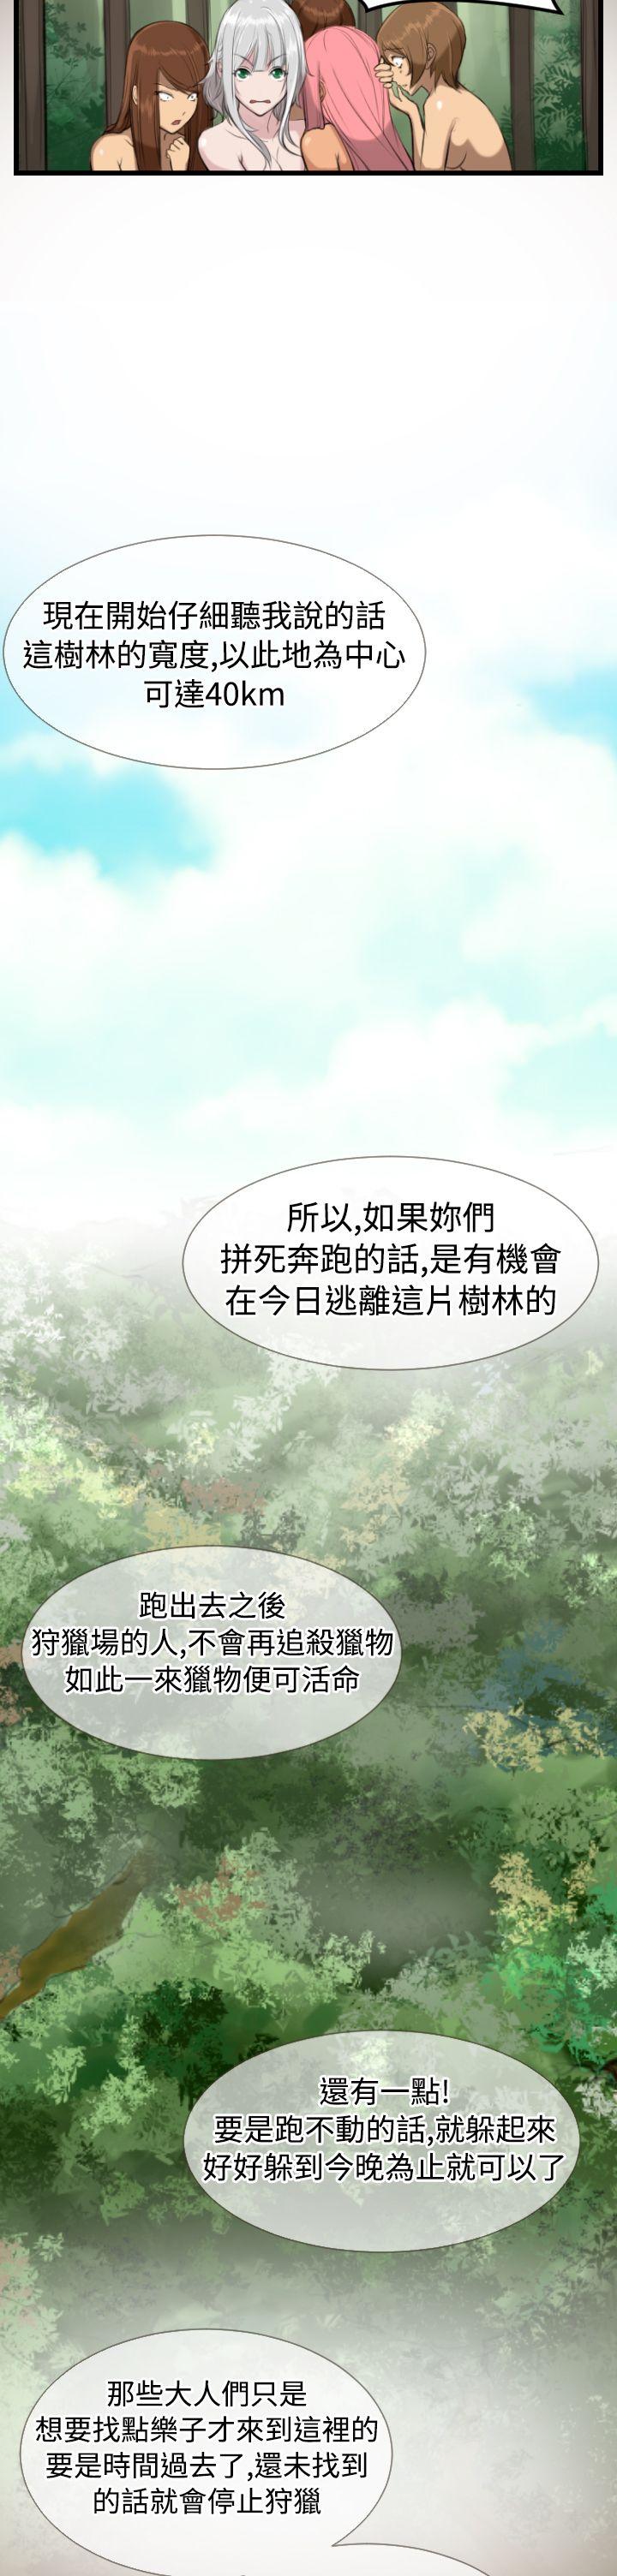 現在開始仔細聽我說的話
這樹林的寬度,以此地為中心
可達40km
所以,如果妳們
拼死奔跑的話,是有機會
在今日逃離這片樹林的
跑出去之後
狩獵場的人,不會再追殺獵物
如此一來獵物便可活命
還有一點!
要是跑不動的話,就躲起來
好好躲到今晚為止就可以了
那些大人們只是
想要找點樂子才來到這裡的
要是時間過去了,還未找到
的話就會停止狩獵